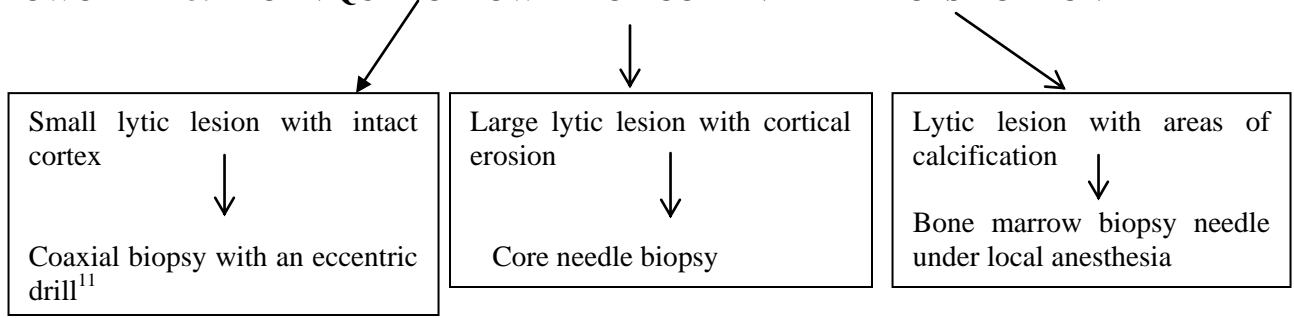 Small lytic lesion with intact
cortex
Coaxial biopsy with an eccentric
drill11
Large lytic lesion with cortical
erosion
Core needle biopsy
Lytic lesion with areas of
calcification
Bone marrow biopsy needle
under local anesthesia